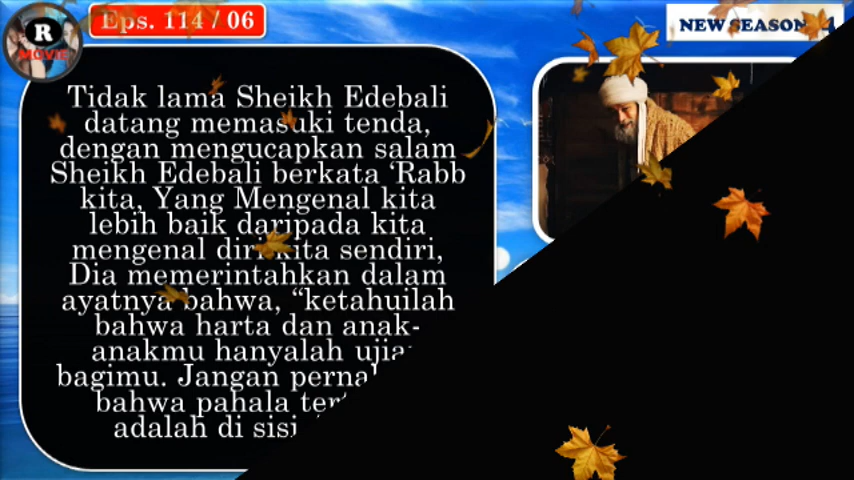 R
MOVIE
Eps. 114 / 06
NEW SEASON
Tidak lama Sheikh Edebali
datang memasuki tenda,
dengan mengucapkan salam
Sheikh Edebali berkata ‘Rabb
kita, Yang Mengenal kita
lebih baik daripada kita
mengenal diri kita sendiri,
Dia memerintahkan dalam
ayatnya bahwa, “ketahuilah
bahwa harta dan anak-
anakmu hanyalah
bagimu. Jangan
bahwa pahala
adalah di sisi